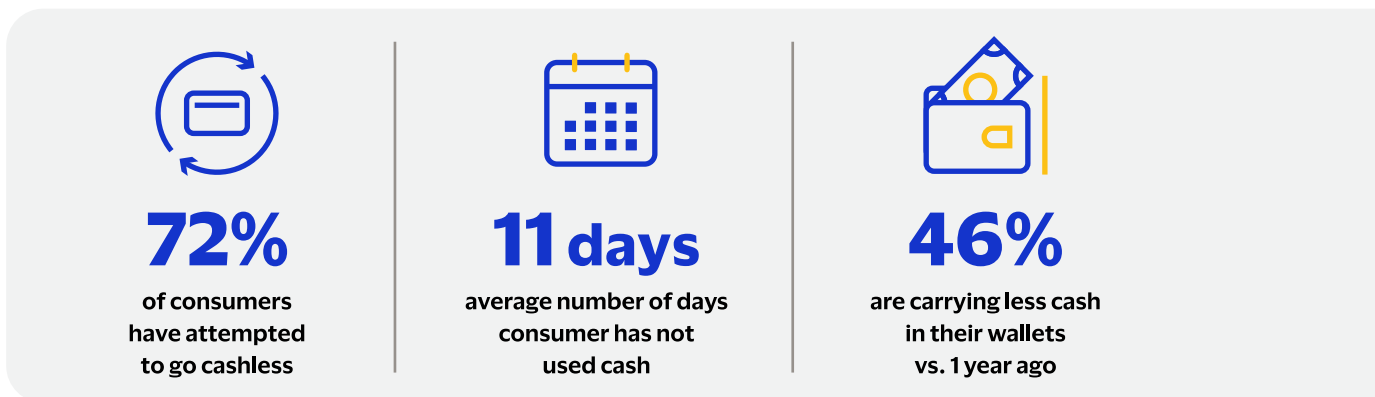 72%
of consumers
have attempted
to go cashless
11 days
average number of days
consumer has not
used cash
46%
are carrying less cash
in their wallets
vs. 1 year ago